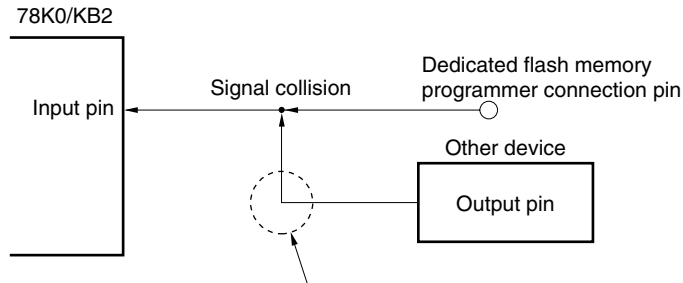 78K0/KB2
Signal collision
Input pin
Dedicated flash memory
programmer connection pin
Other device
Output pin